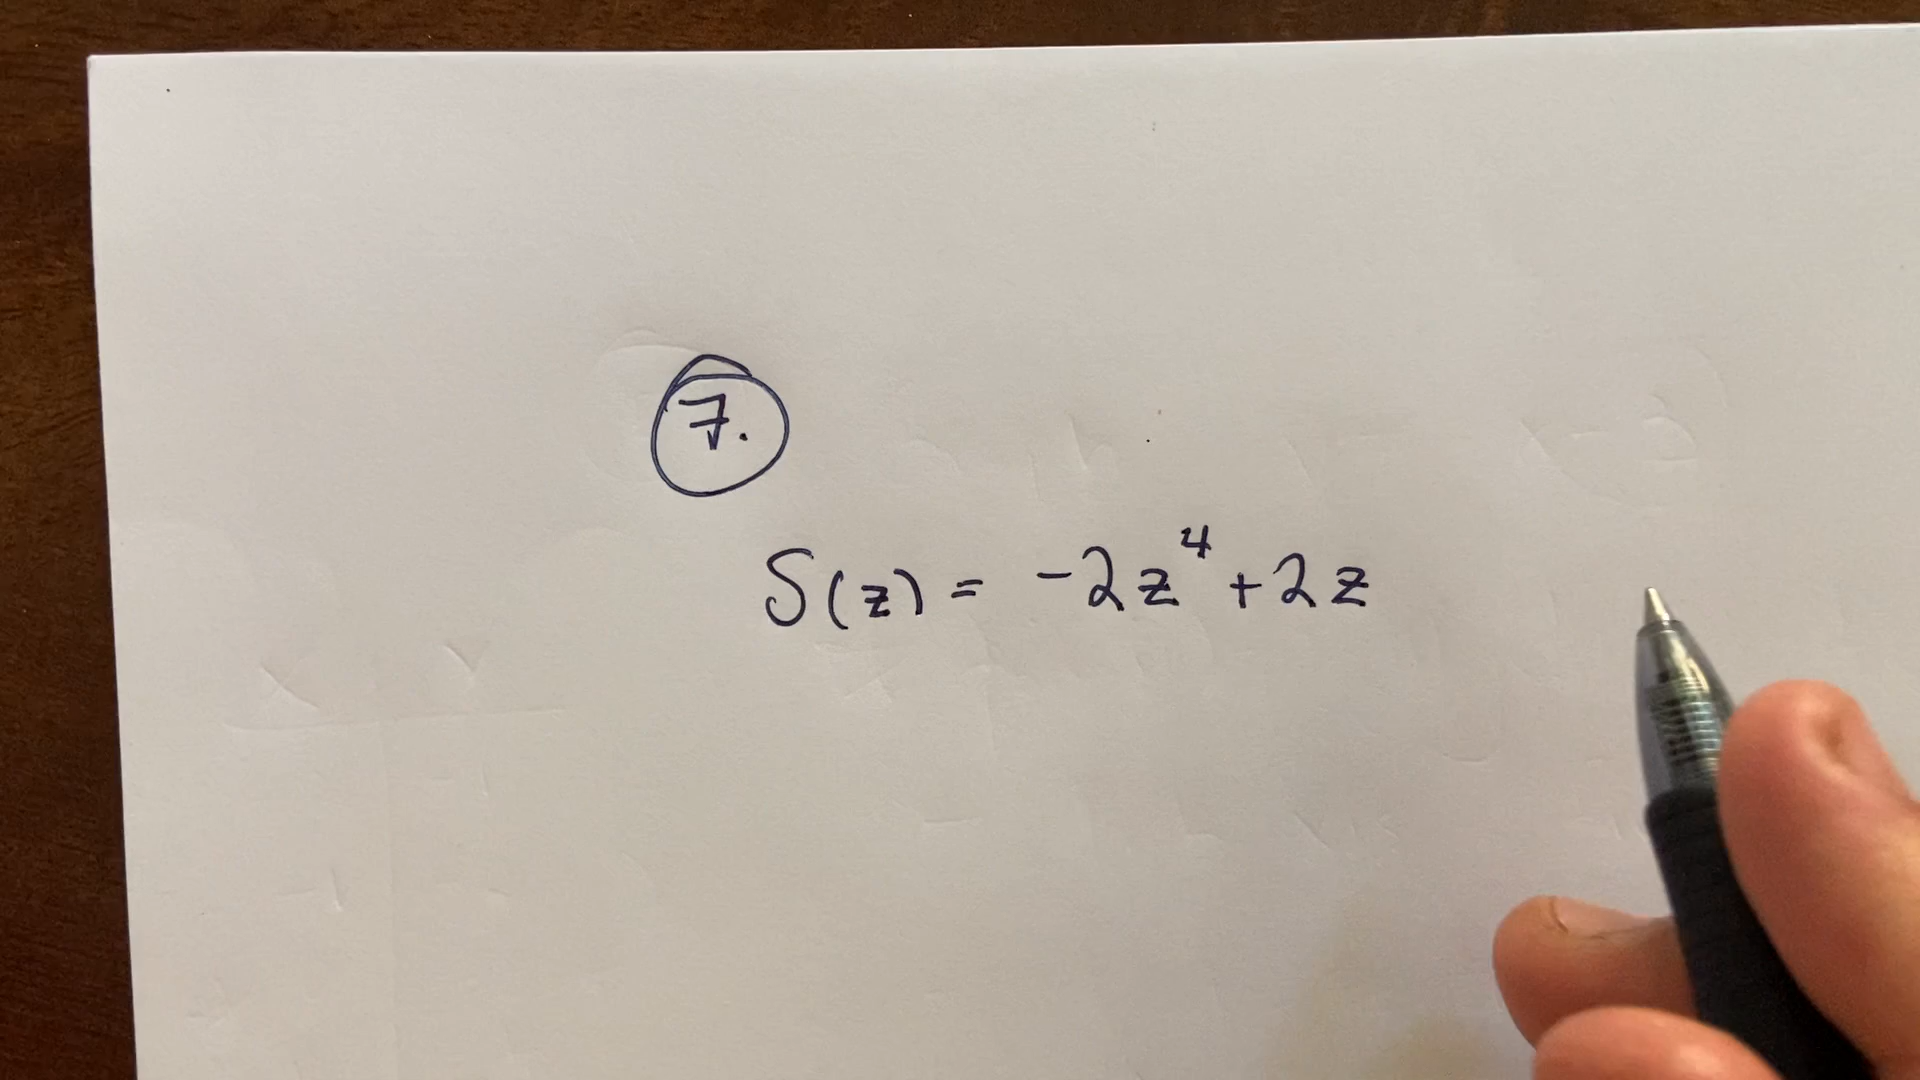 7.
S(z) = -2z⁴ + 2z